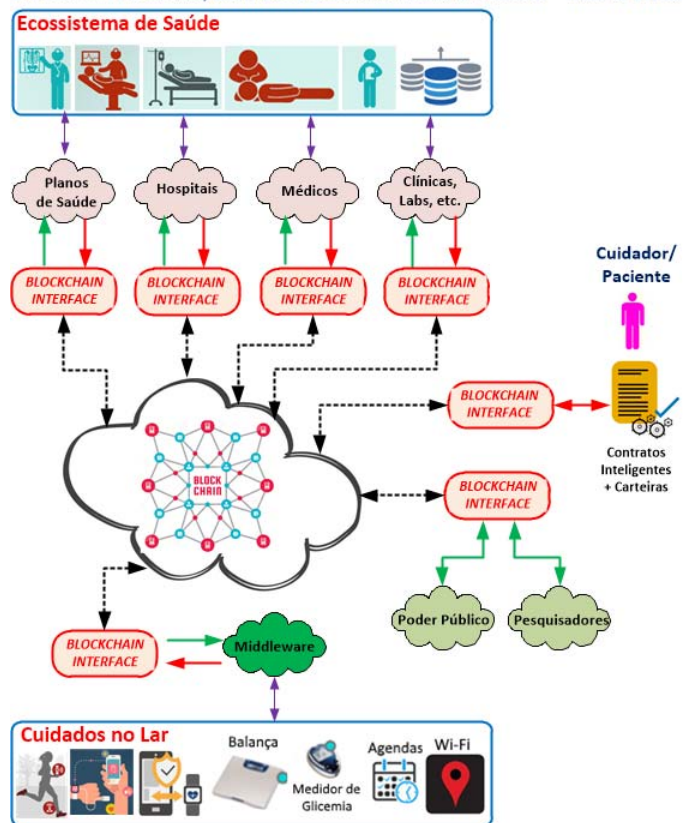 Ecossistema de Saúde
Planos
de Saúde
Hospitais
Médicos
Clínicas,
Labs, etc.
BLOCKCHAIN
INTERFACE
BLOCKCHAIN
INTERFACE
BLOCKCHAIN
INTERFACE
BLOCKCHAIN
INTERFACE
Cuidador/
Paciente
BLOCKCHAIN
INTERFACE
Contratos
Inteligentes
+ Carteiras
BLOCK
CHAIN
BLOCKCHAIN
INTERFACE
Poder Público
Pesquisadores
BLOCKCHAIN
INTERFACE
Middleware
Cuidados no Lar
Balança
Medidor de
Glicemia
Agendas
Wi-Fi